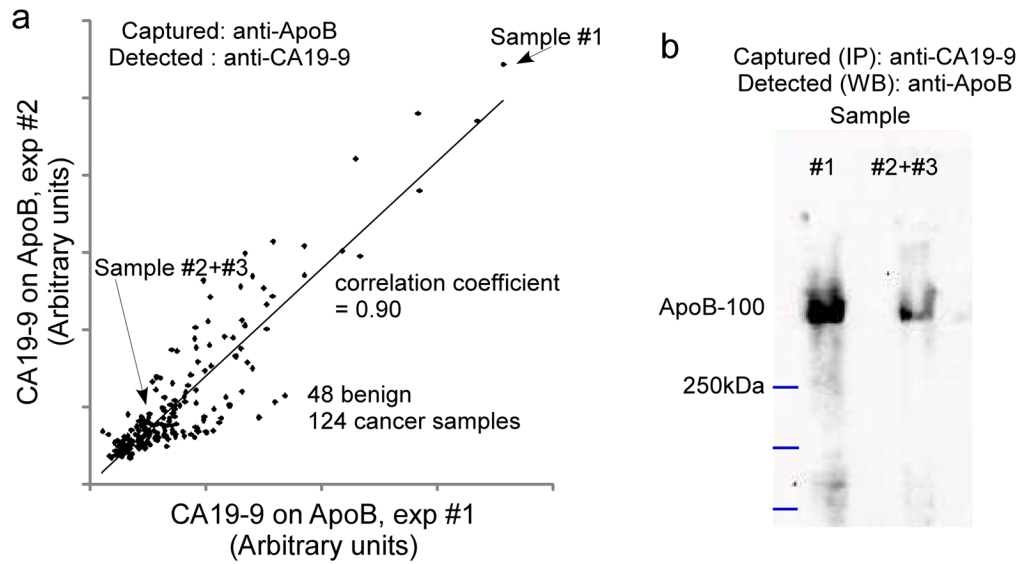 a
Captured: anti-ApoB
Detected : anti-CA19-9
Sample #1
CA19-9 on ApoB, exp #2
(Arbitrary units)
Sample #2+#3
correlation coefficient
= 0.90
48 benign
124 cancer samples
CA19-9 on ApoB, exp #1
(Arbitrary units)
b
Captured (IP): anti-CA19-9
Detected (WB): anti-ApoB
Sample
#1 #2+#3
ApoB-100
250kDa